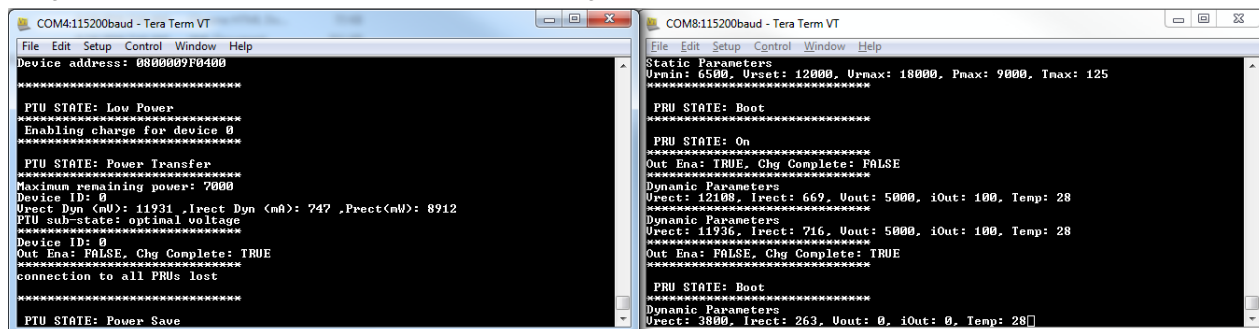 COM4:115200baud - Tera Term VT
File Edit Setup Control Window Help
Device address: 0800009F0400
*******************************
PTU STATE: Low Power
*******************************
Enabling charge for device 0
*******************************
PTU STATE: Power Transfer
*******************************
Maximum remaining power: 7000
Device ID: 0
Vrect Dyn (mV): 11931 ,Irect Dyn (mA): 747 ,Prect(mW): 8912
PTU sub-state: optimal voltage
*******************************
Device ID: 0
Out Ena: FALSE, Chg Complete: TRUE
*******************************
connection to all PRUs lost
*******************************
PTU STATE: Power Save
COM8:115200baud - Tera Term VT
File Edit Setup Control Window Help
Static Parameters
Vrmin: 6500, Vrset: 12000, Vrmax: 18000, Pmax: 9000, Tmax: 125
*******************************
PRU STATE: Boot
*******************************
PRU STATE: On
*******************************
Out Ena: TRUE, Chg Complete: FALSE
*******************************
Dynamic Parameters
Vrect: 12108, Irect: 669, Vout: 5000, iOut: 100, Temp: 28
*******************************
Dynamic Parameters
Vrect: 11936, Irect: 716, Vout: 5000, iOut: 100, Temp: 28
*******************************
Out Ena: FALSE, Chg Complete: TRUE
*******************************
PRU STATE: Boot
*******************************
Dynamic Parameters
Vrect: 3800, Irect: 263, Vout: 0, iOut: 0, Temp: 28